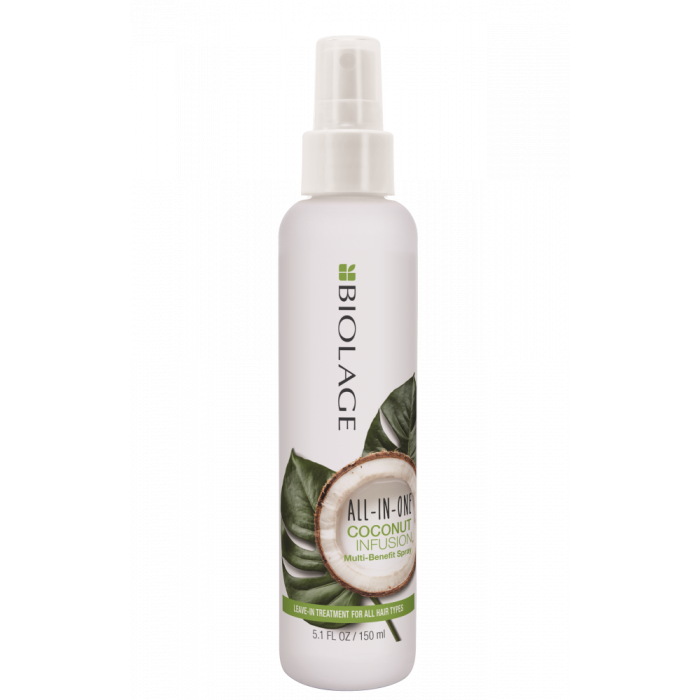 BIOLAGE
ALL-IN-ONE
COCONUT
INFUSION
Multi-Benefit Spray
LEAVE-IN TREATMENT FOR ALL HAIR TYPES
5.1 FL OZ / 150 ml